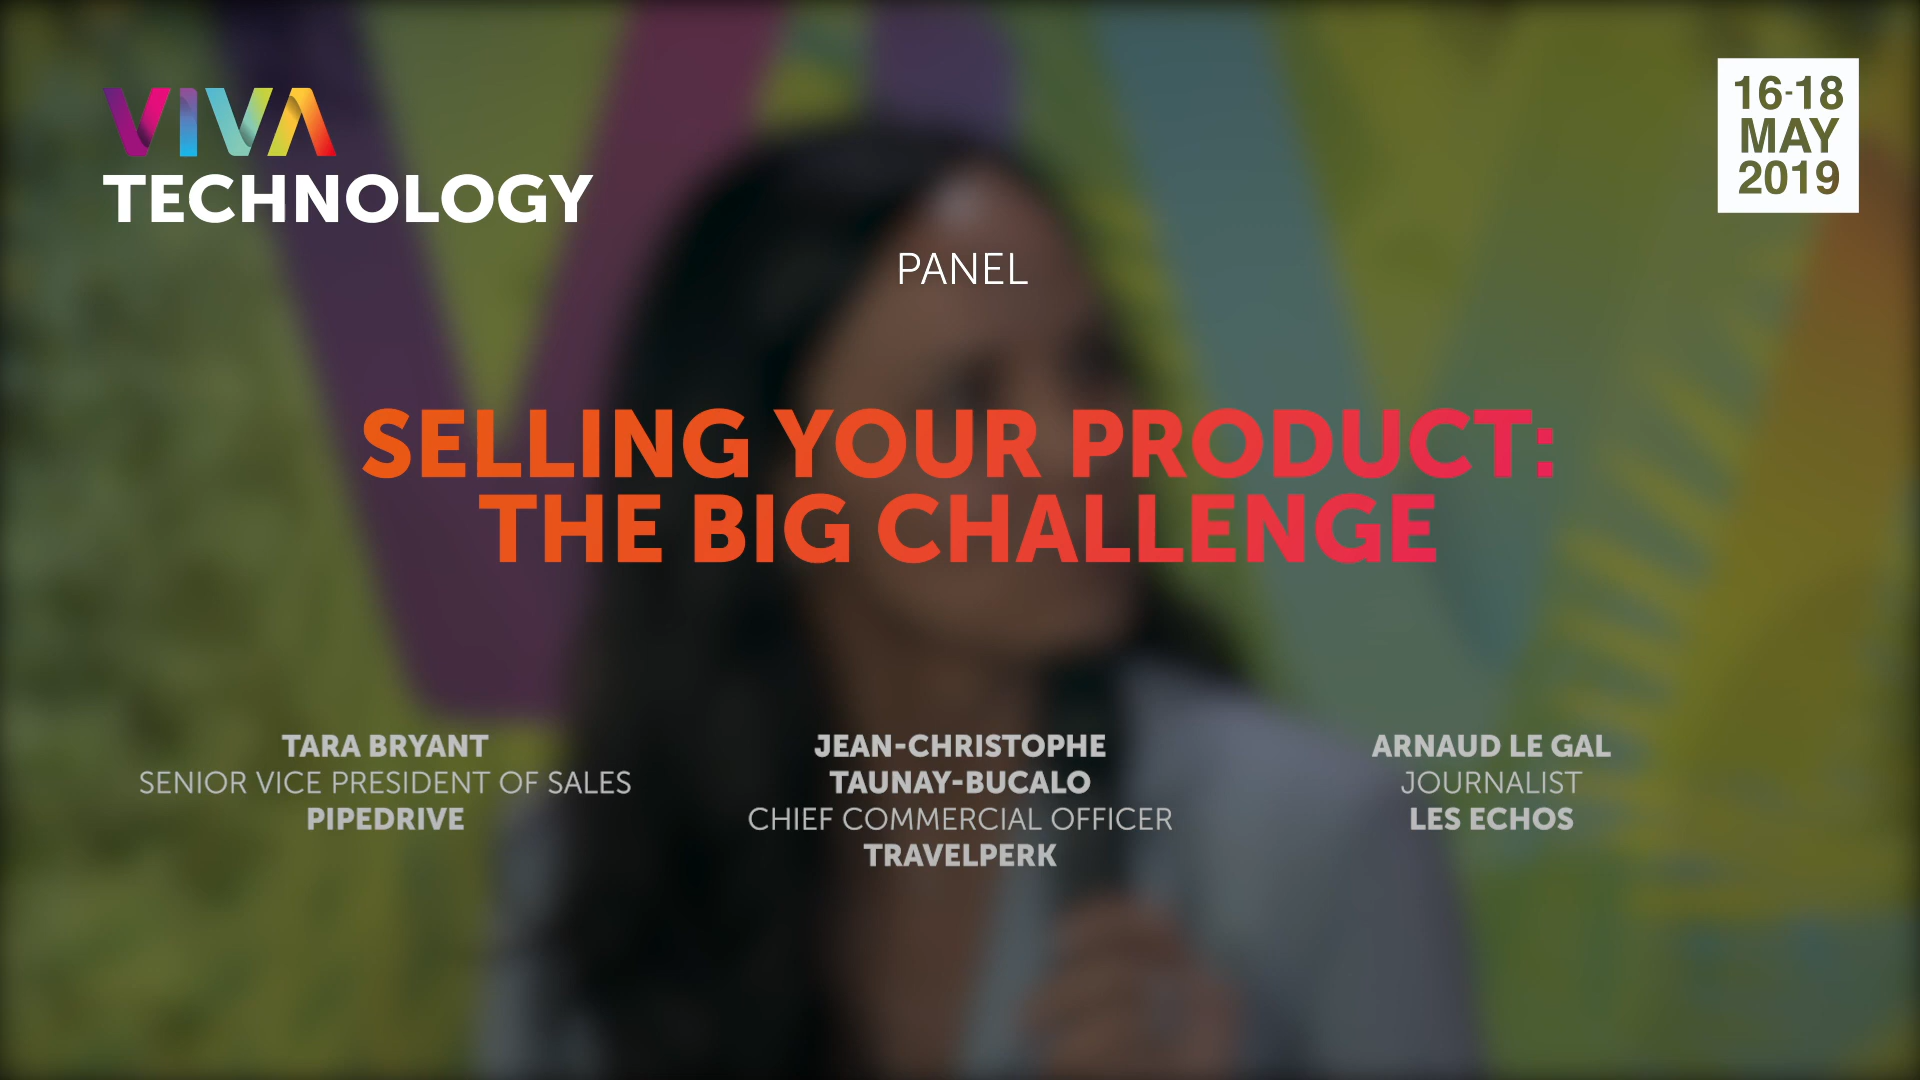 VIVA
TECHNOLOGY
16-18
MAY
2019
PANEL
SELLING YOUR PRODUCT:
THE BIG CHALLENGE
TARA BRYANT
SENIOR VICE PRESIDENT OF SALES
PIPEDRIVE
JEAN-CHRISTOPHE
TAUNAY-BUCALO
CHIEF COMMERCIAL OFFICER
TRAVELPERK
ARNAUD LE GAL
JOURNALIST
LES ECHOS